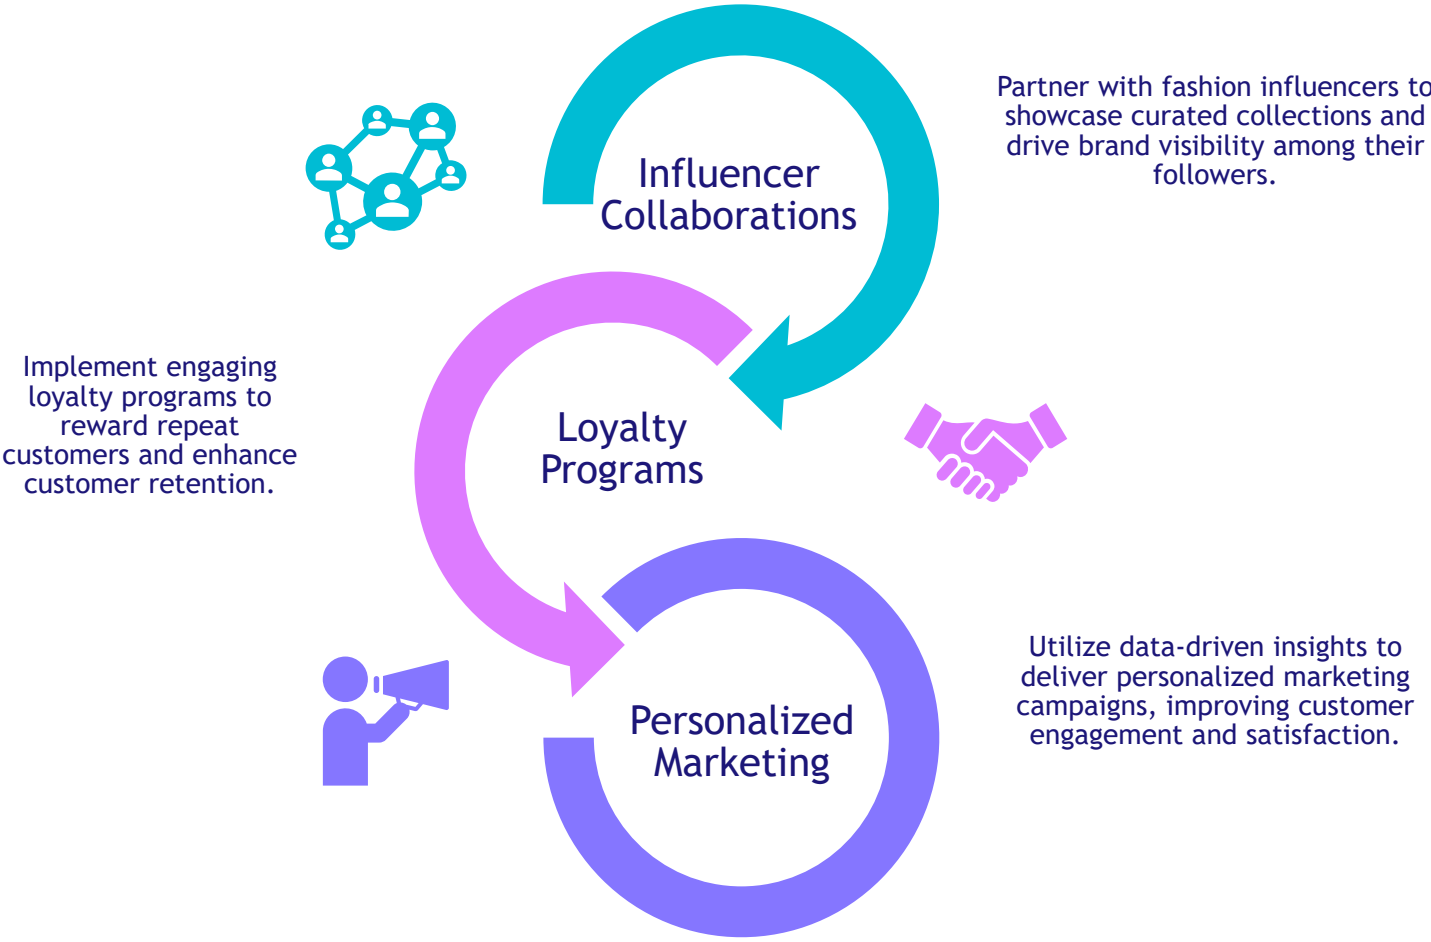 Partner with fashion influencers to
showcase curated collections and
drive brand visibility among their
followers.
Influencer
Collaborations
Implement engaging
loyalty programs to
reward repeat
customers and enhance
customer retention.
Loyalty
Programs
Utilize data-driven insights to
deliver personalized marketing
campaigns, improving customer
engagement and satisfaction.
Personalized
Marketing